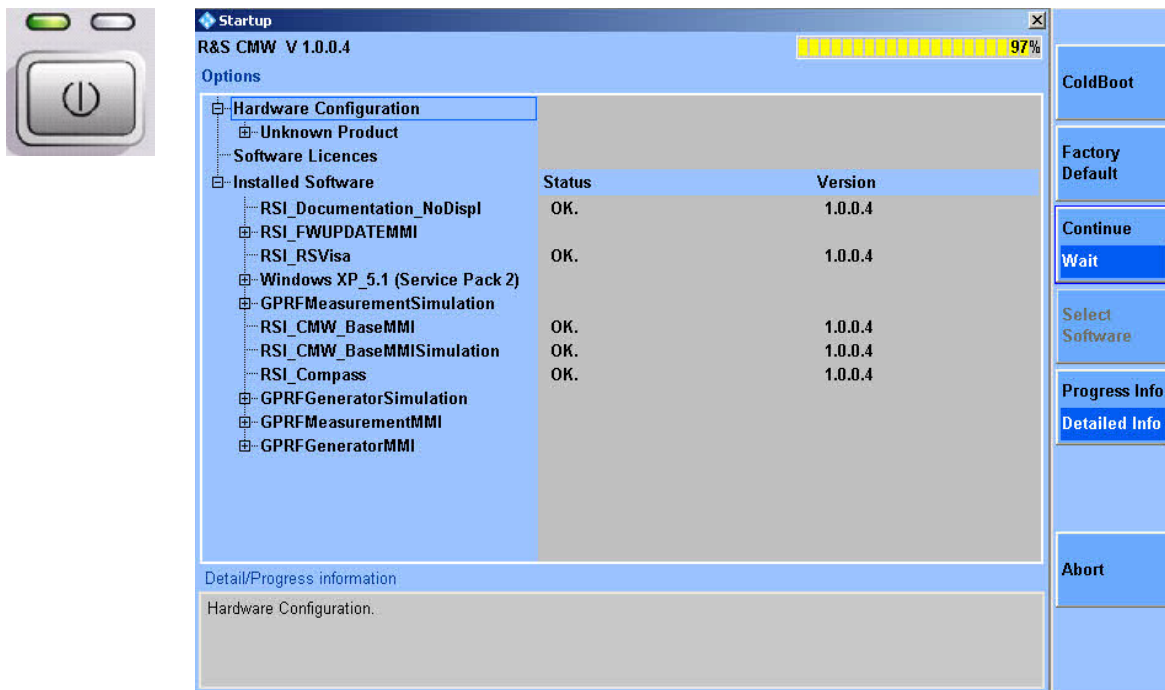 Startup
R&S CMW V 1.0.0.4 97%
Options
Hardware Configuration
Unknown Product
Software Licences
Installed Software Status Version
RSI_Documentation_NoDispl OK. 1.0.0.4
RSI_FWUPDATEMMI
RSI_RSVisa OK. 1.0.0.4
Windows XP_5.1 (Service Pack 2)
GPRFMeasurementSimulation
RSI_CMW_BaseMMI OK. 1.0.0.4
RSI_CMW_BaseMMISimulation OK. 1.0.0.4
RSI_Compass OK. 1.0.0.4
GPRFGeneratorSimulation
GPRFMeasurementMMI
GPRFGeneratorMMI
Detail/Progress information
Hardware Configuration.
ColdBoot
Factory
Default
Continue
Wait
Select
Software
Progress Info
Detailed Info
Abort